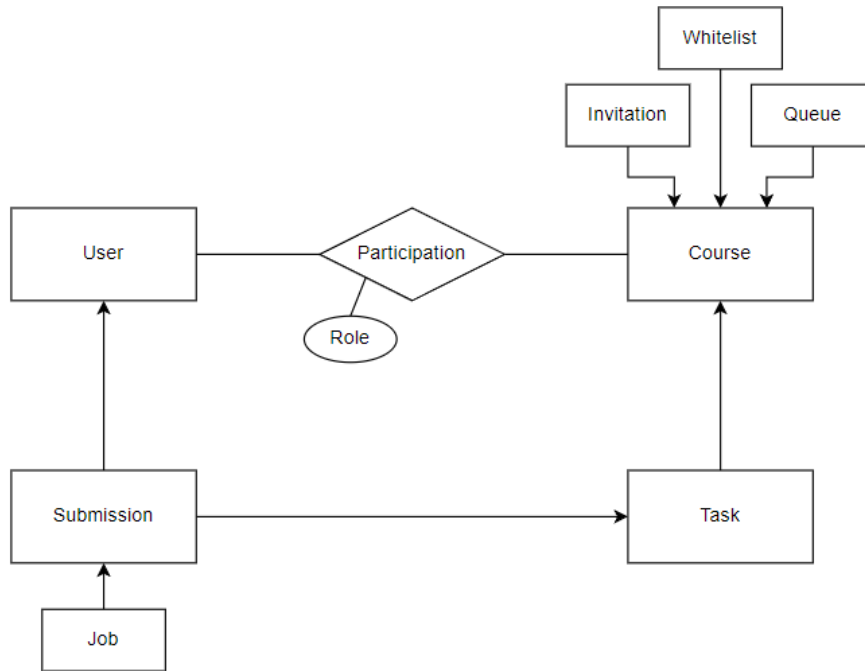 Whitelist
Invitation
Queue
User
Participation
Course
Role
Submission
Task
Job